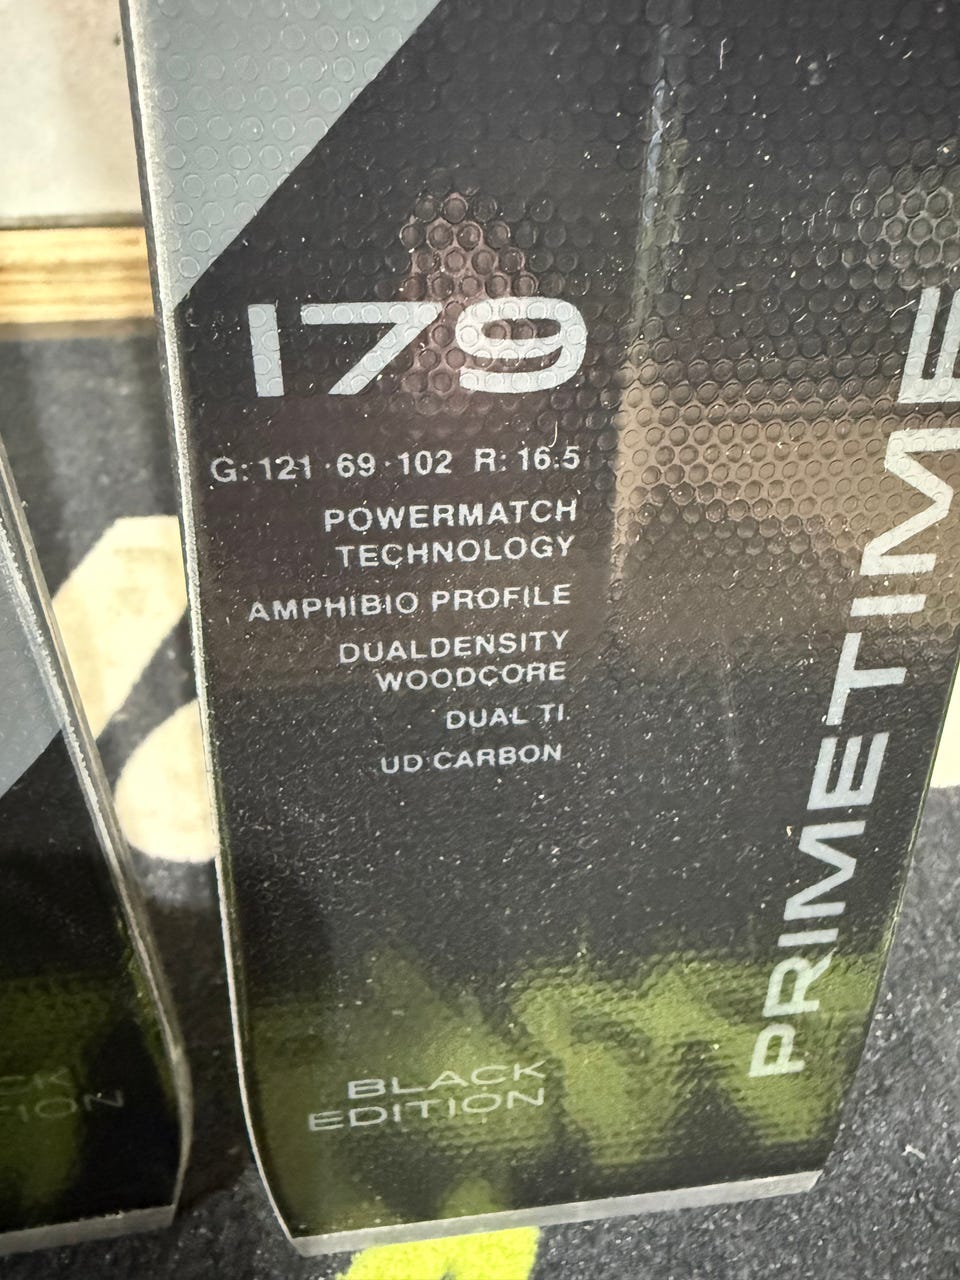 179
G: 121·69·102 R: 16.5
POWERMATCH
TECHNOLOGY
AMPHIBIO PROFILE
DUALDENSITY
WOODCORE
DUAL TI
UD CARBON
PRIMETIME
BLACK
EDITION